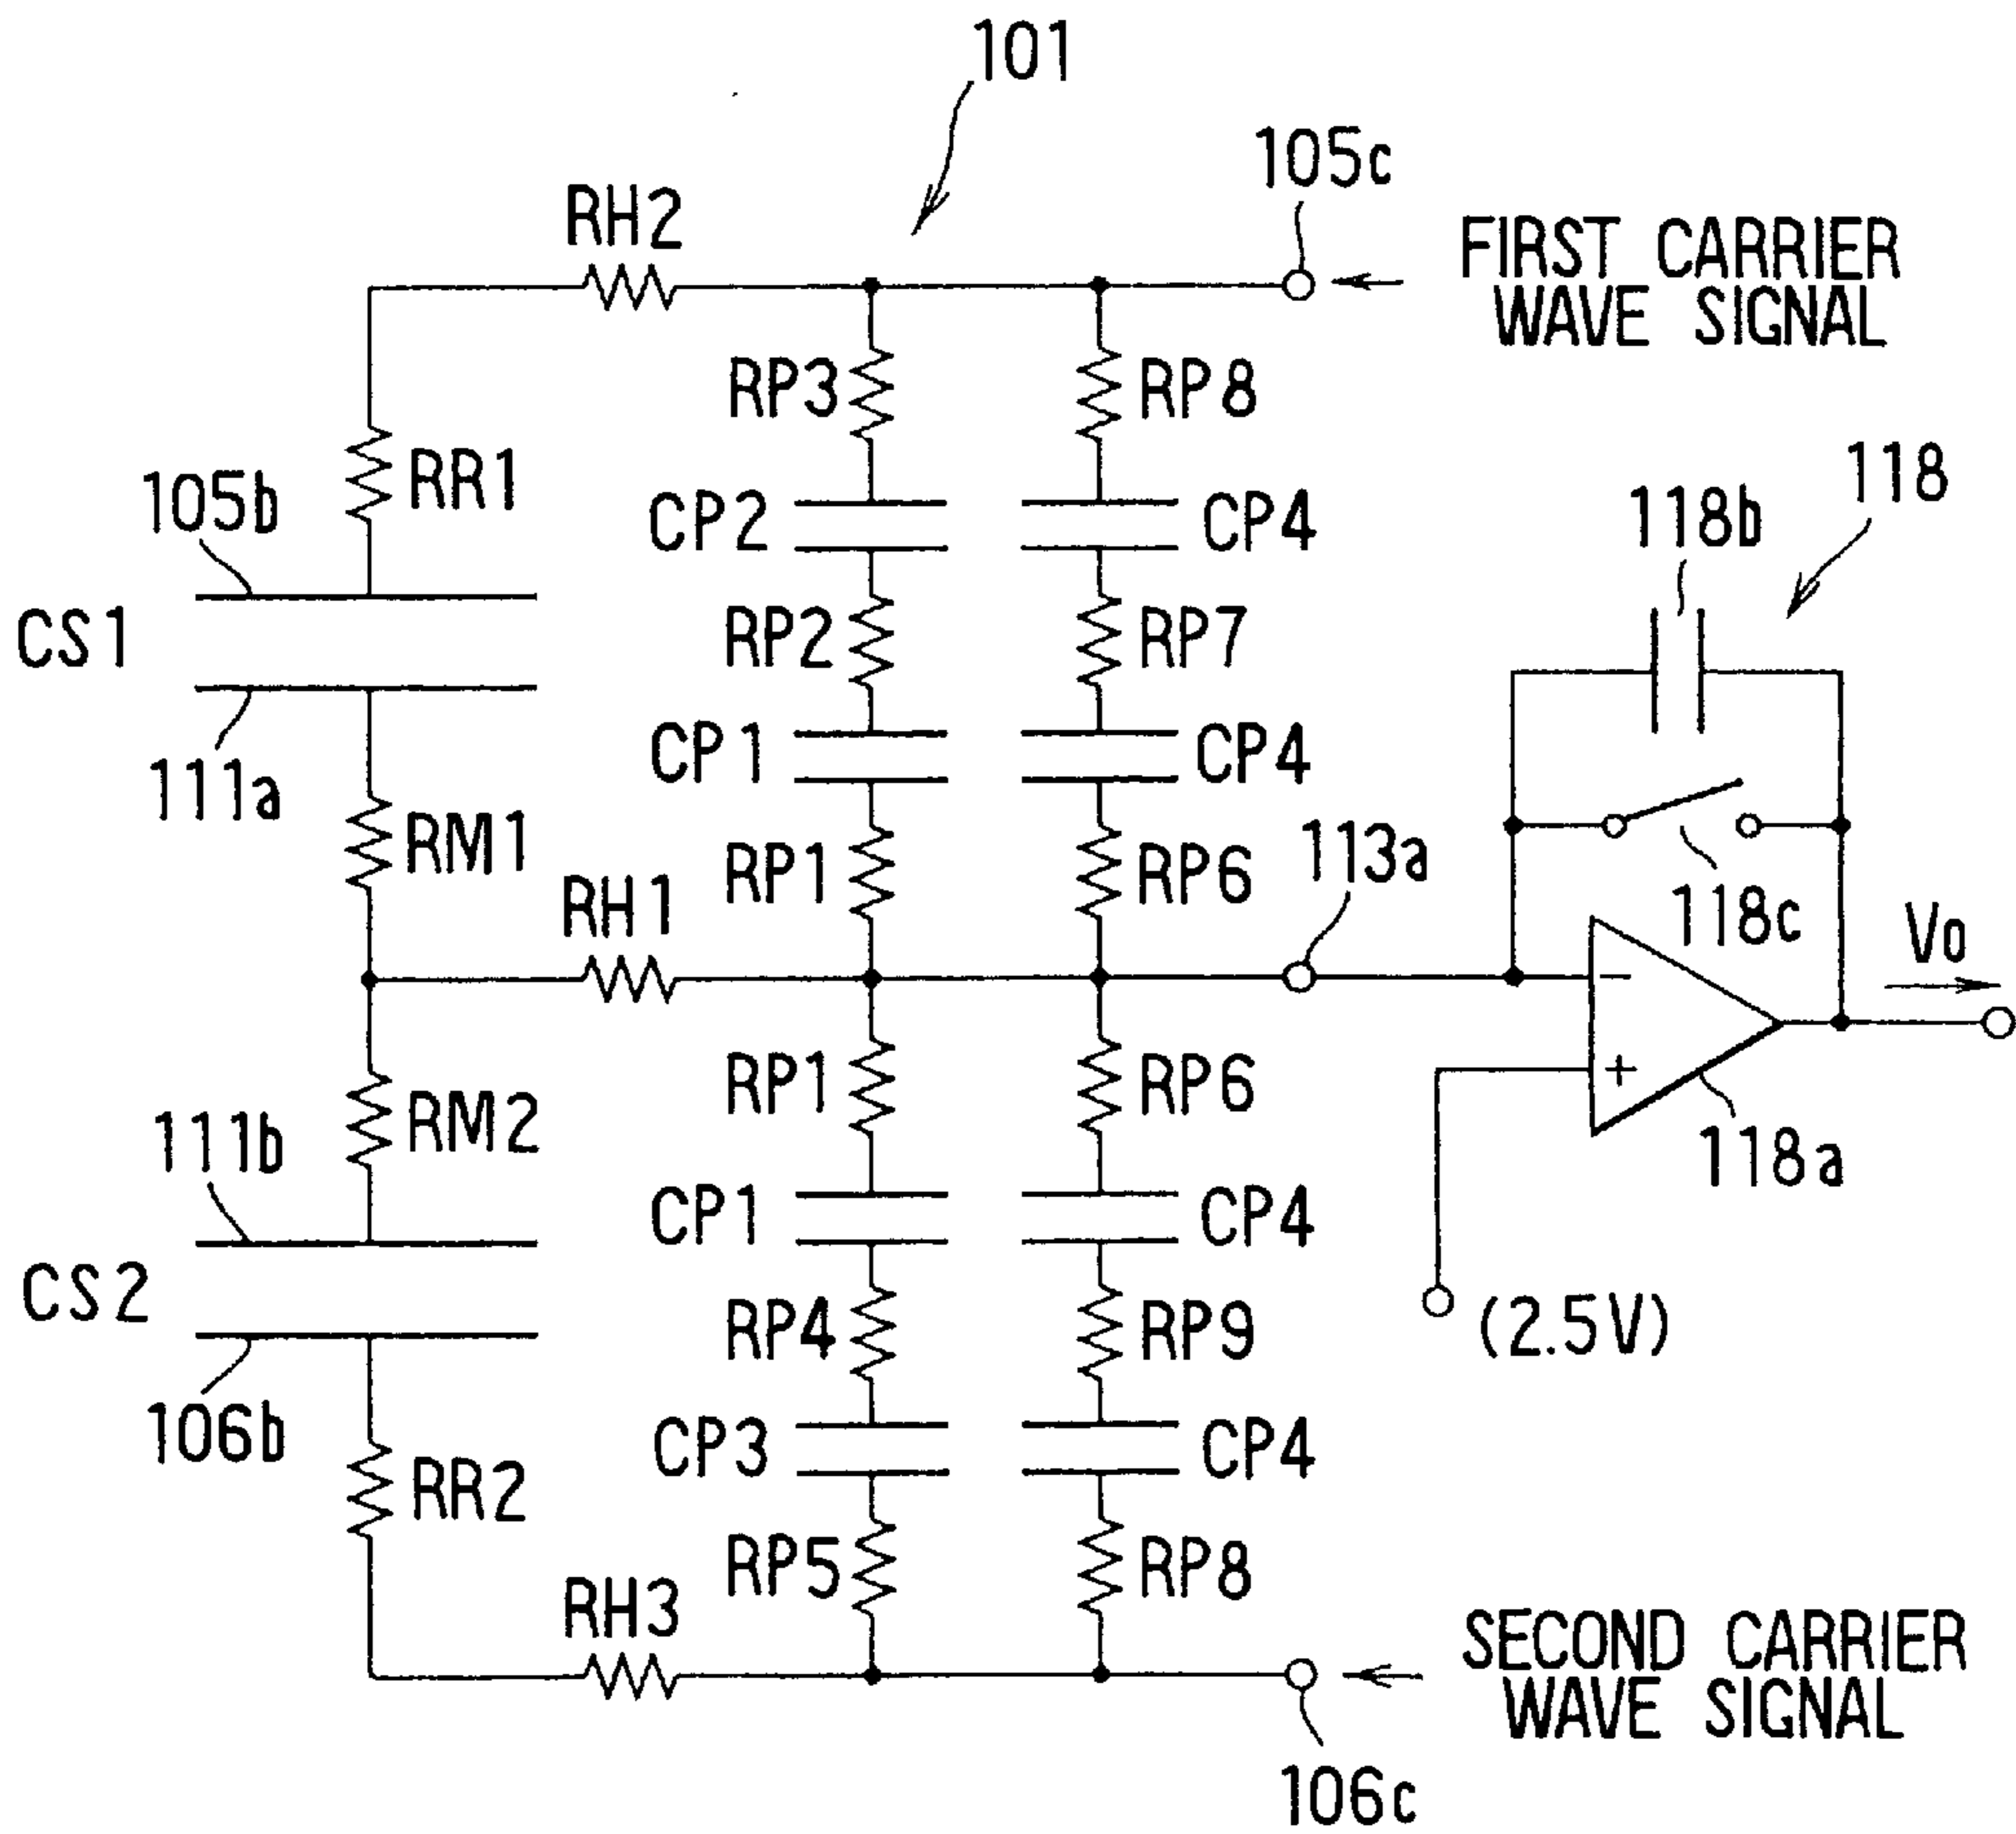 101
105c
RH2
FIRST CARRIER
WAVE SIGNAL
RP3
RP8
118
105b
RR1
CP2
CP4
118b
CS1
RP2
RP7
111a
CP1
CP4
RM1
RP1
RP6
113a
118c
RH1
Vo
−
RP1
RP6
+
118a
111b
RM2
CP1
CP4
CS2
RP4
RP9
(2.5V)
106b
CP3
CP4
RR2
RP5
RP8
RH3
SECOND CARRIER
WAVE SIGNAL
106c